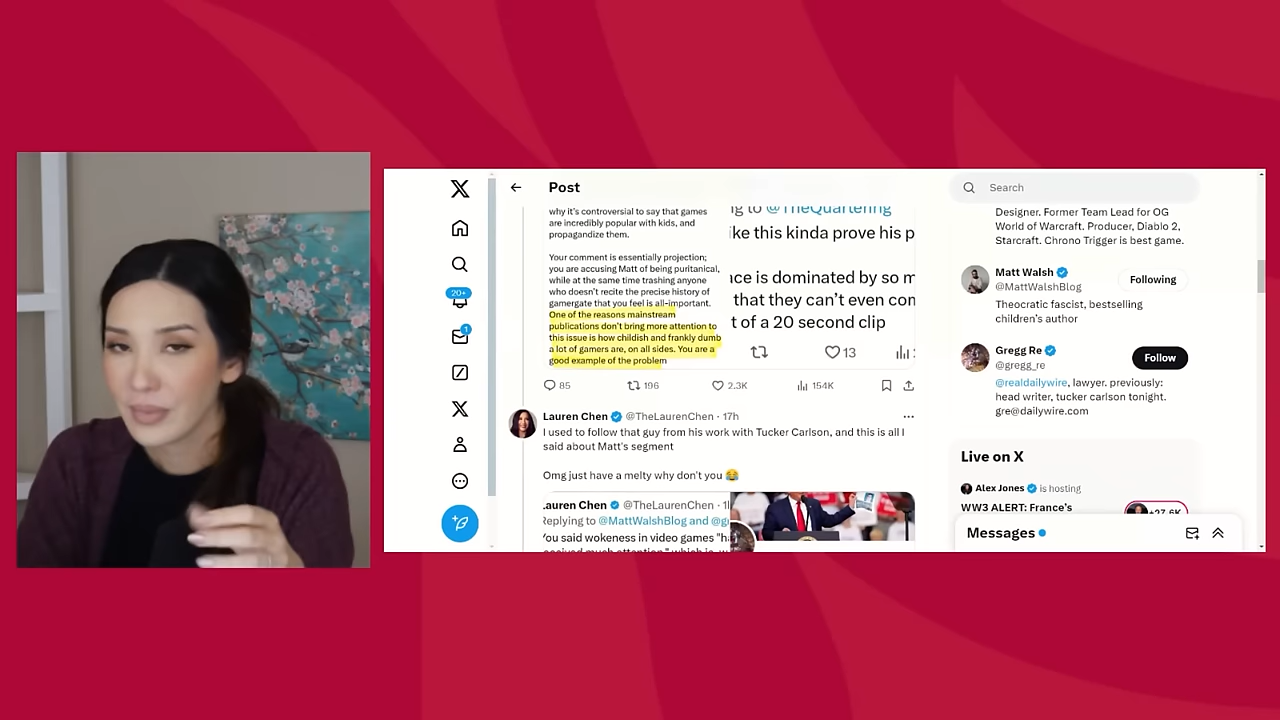 Post
why it's controversial to say that games
are incredibly popular with kids, and
propagandize them.
Your comment is essentially projection;
you are accusing Matt of being puritanical,
while at the same time trashing anyone
who doesn't recite the precise history of
gamergate that you feel is all-important.
One of the reasons mainstream
publications don't bring more attention to
this issue is how childish and frankly dumb
a lot of gamers are, on all sides. You are a
good example of the problem
to @TheQuartering
ike this kinda prove his p
ace is dominated by so m
that they can't even com
t of a 20 second clip
13
85 196 2.3K 154K
Lauren Chen @TheLaurenChen · 17h
I used to follow that guy from his work with Tucker Carlson, and this is all I
said about Matt's segment
Omg just have a melty why don't you 😂
auren Chen @TheLaurenChen · 1
Replying to @MattWalshBlog and @g
You said wokeness in video games "h
20+
1
Search
Designer. Former Team Lead for OG
World of Warcraft. Producer, Diablo 2,
Starcraft. Chrono Trigger is best game.
Matt Walsh
Following
@MattWalshBlog
Theocratic fascist, bestselling
children's author
Gregg Re
Follow
@gregg_re
@realdailywire, lawyer. previously:
head writer, tucker carlson tonight.
gre@dailywire.com
Live on X
Alex Jones is hosting
WW3 ALERT: France's
+27.6K
Messages